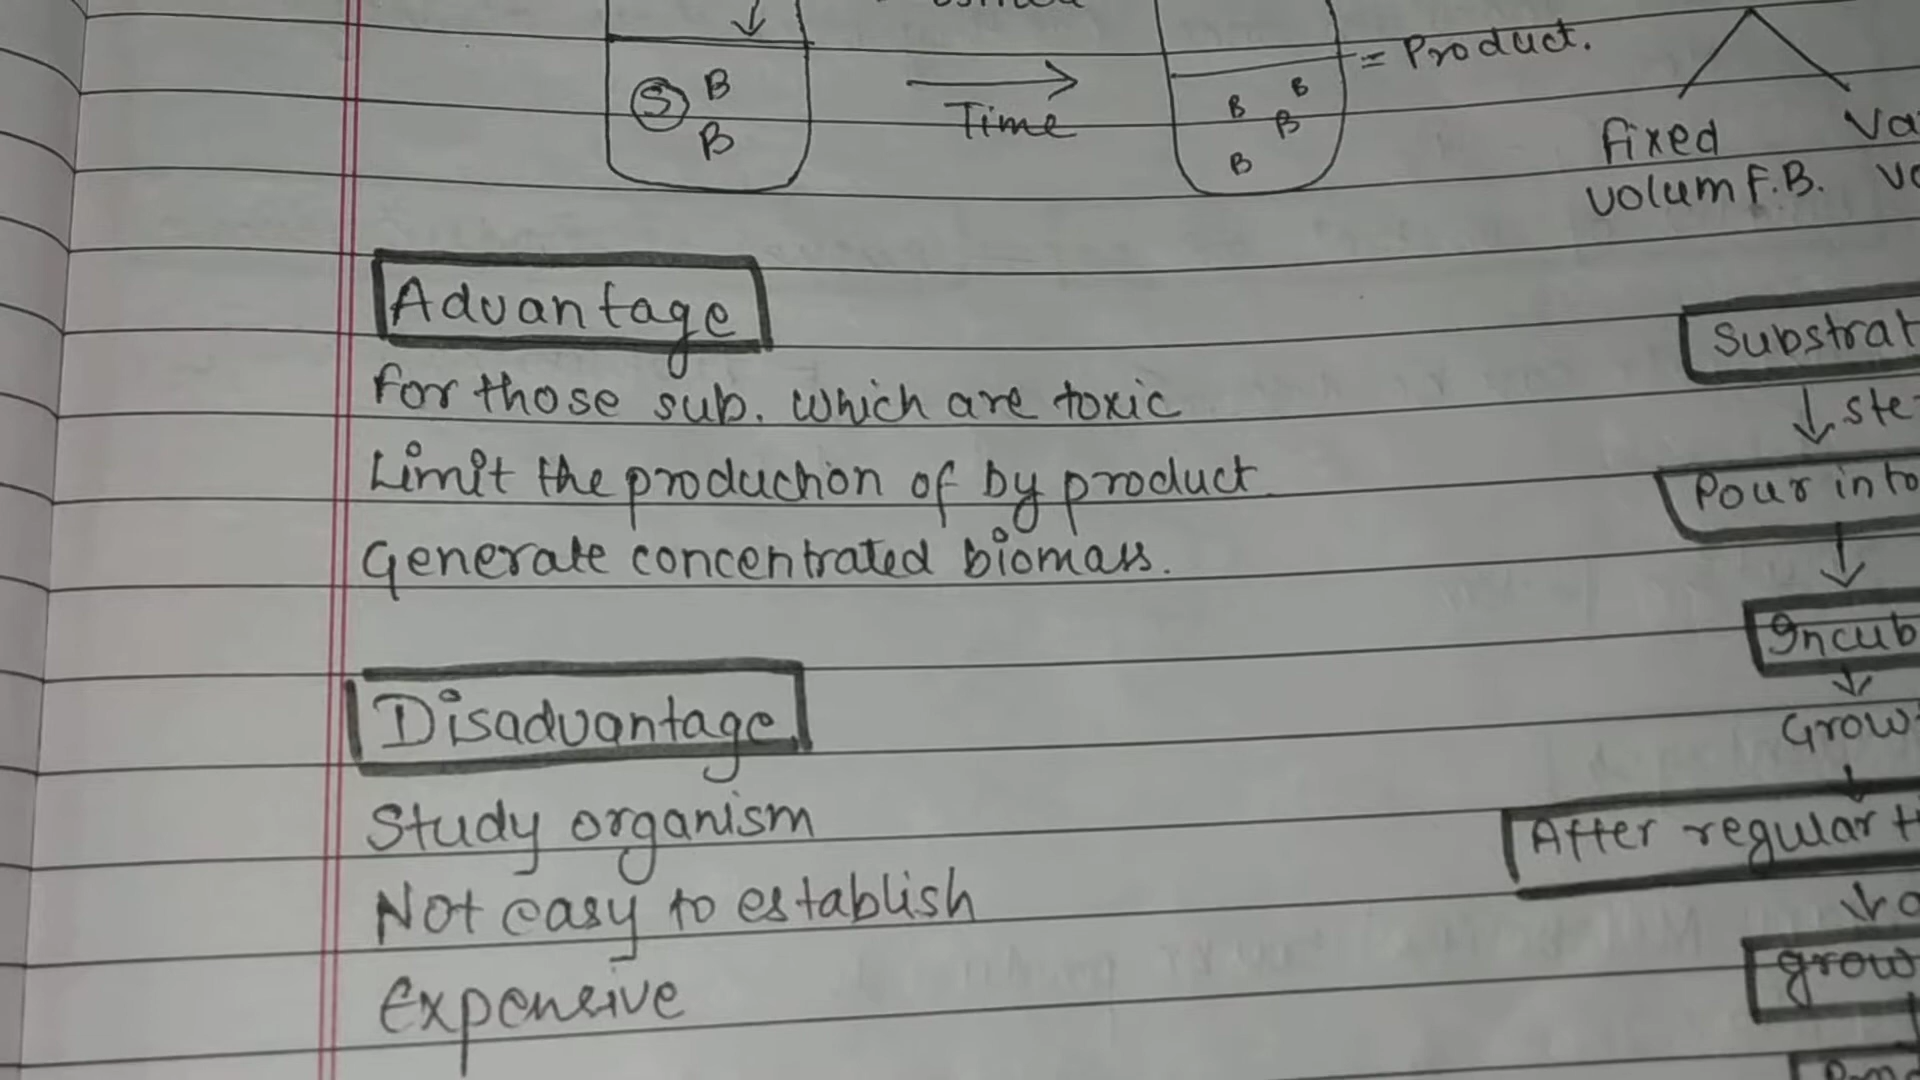 S B
B
Time
B B
B
B
= Product.
fixed
volum F.B.
Advantage
for those sub. which are toxic
Limit the production of by product
Generate concentrated biomass.
Disadvantage
Study organism
Not easy to establish
Expensive
Pour into
After regular